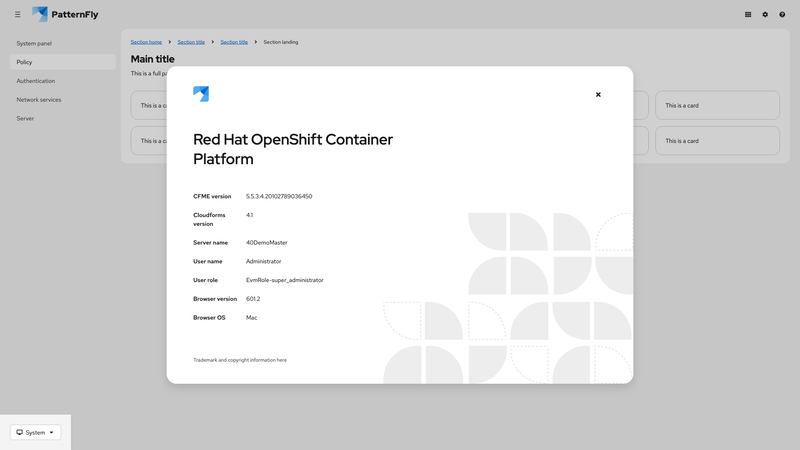 PatternFly
System panel
Policy
Authentication
Network services
Server
Section home Section title Section title Section landing
Main title
This is a full
This is a
This is a card
This is a
This is a card
Red Hat OpenShift Container
Platform
CFME version 5.5.3.4.20102789036450
Cloudforms 4.1
version
Server name 40DemoMaster
User name Administrator
User role EvmRole-super_administrator
Browser version 601.2
Browser OS Mac
Trademark and copyright information here
System